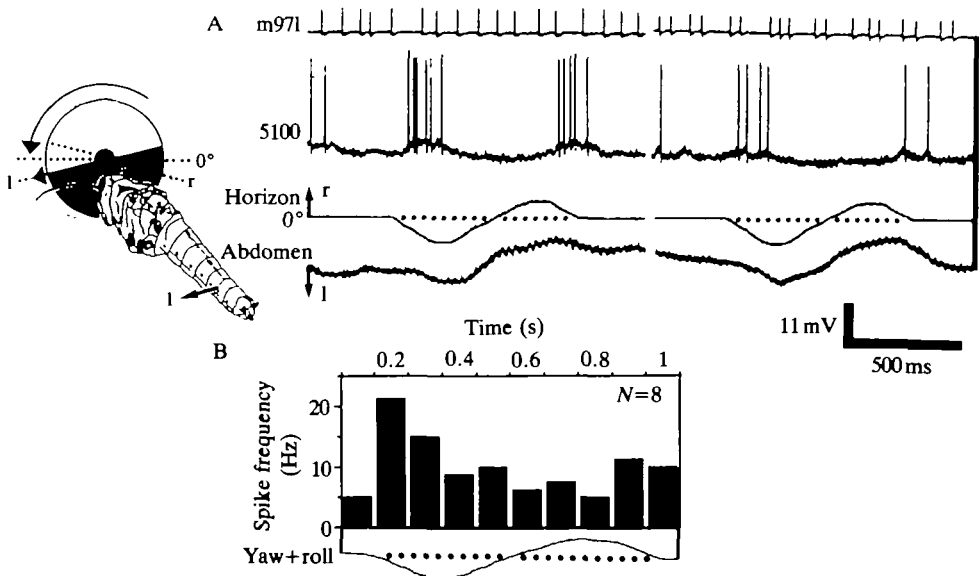 A
m971
5100
Horizon
r
0°
Abdomen
l
0°
r
l
l
11 mV
500 ms
B
Time (s)
0.2 0.4 0.6 0.8 1
Spike frequency
(Hz)
20
10
0
N=8
Yaw+roll